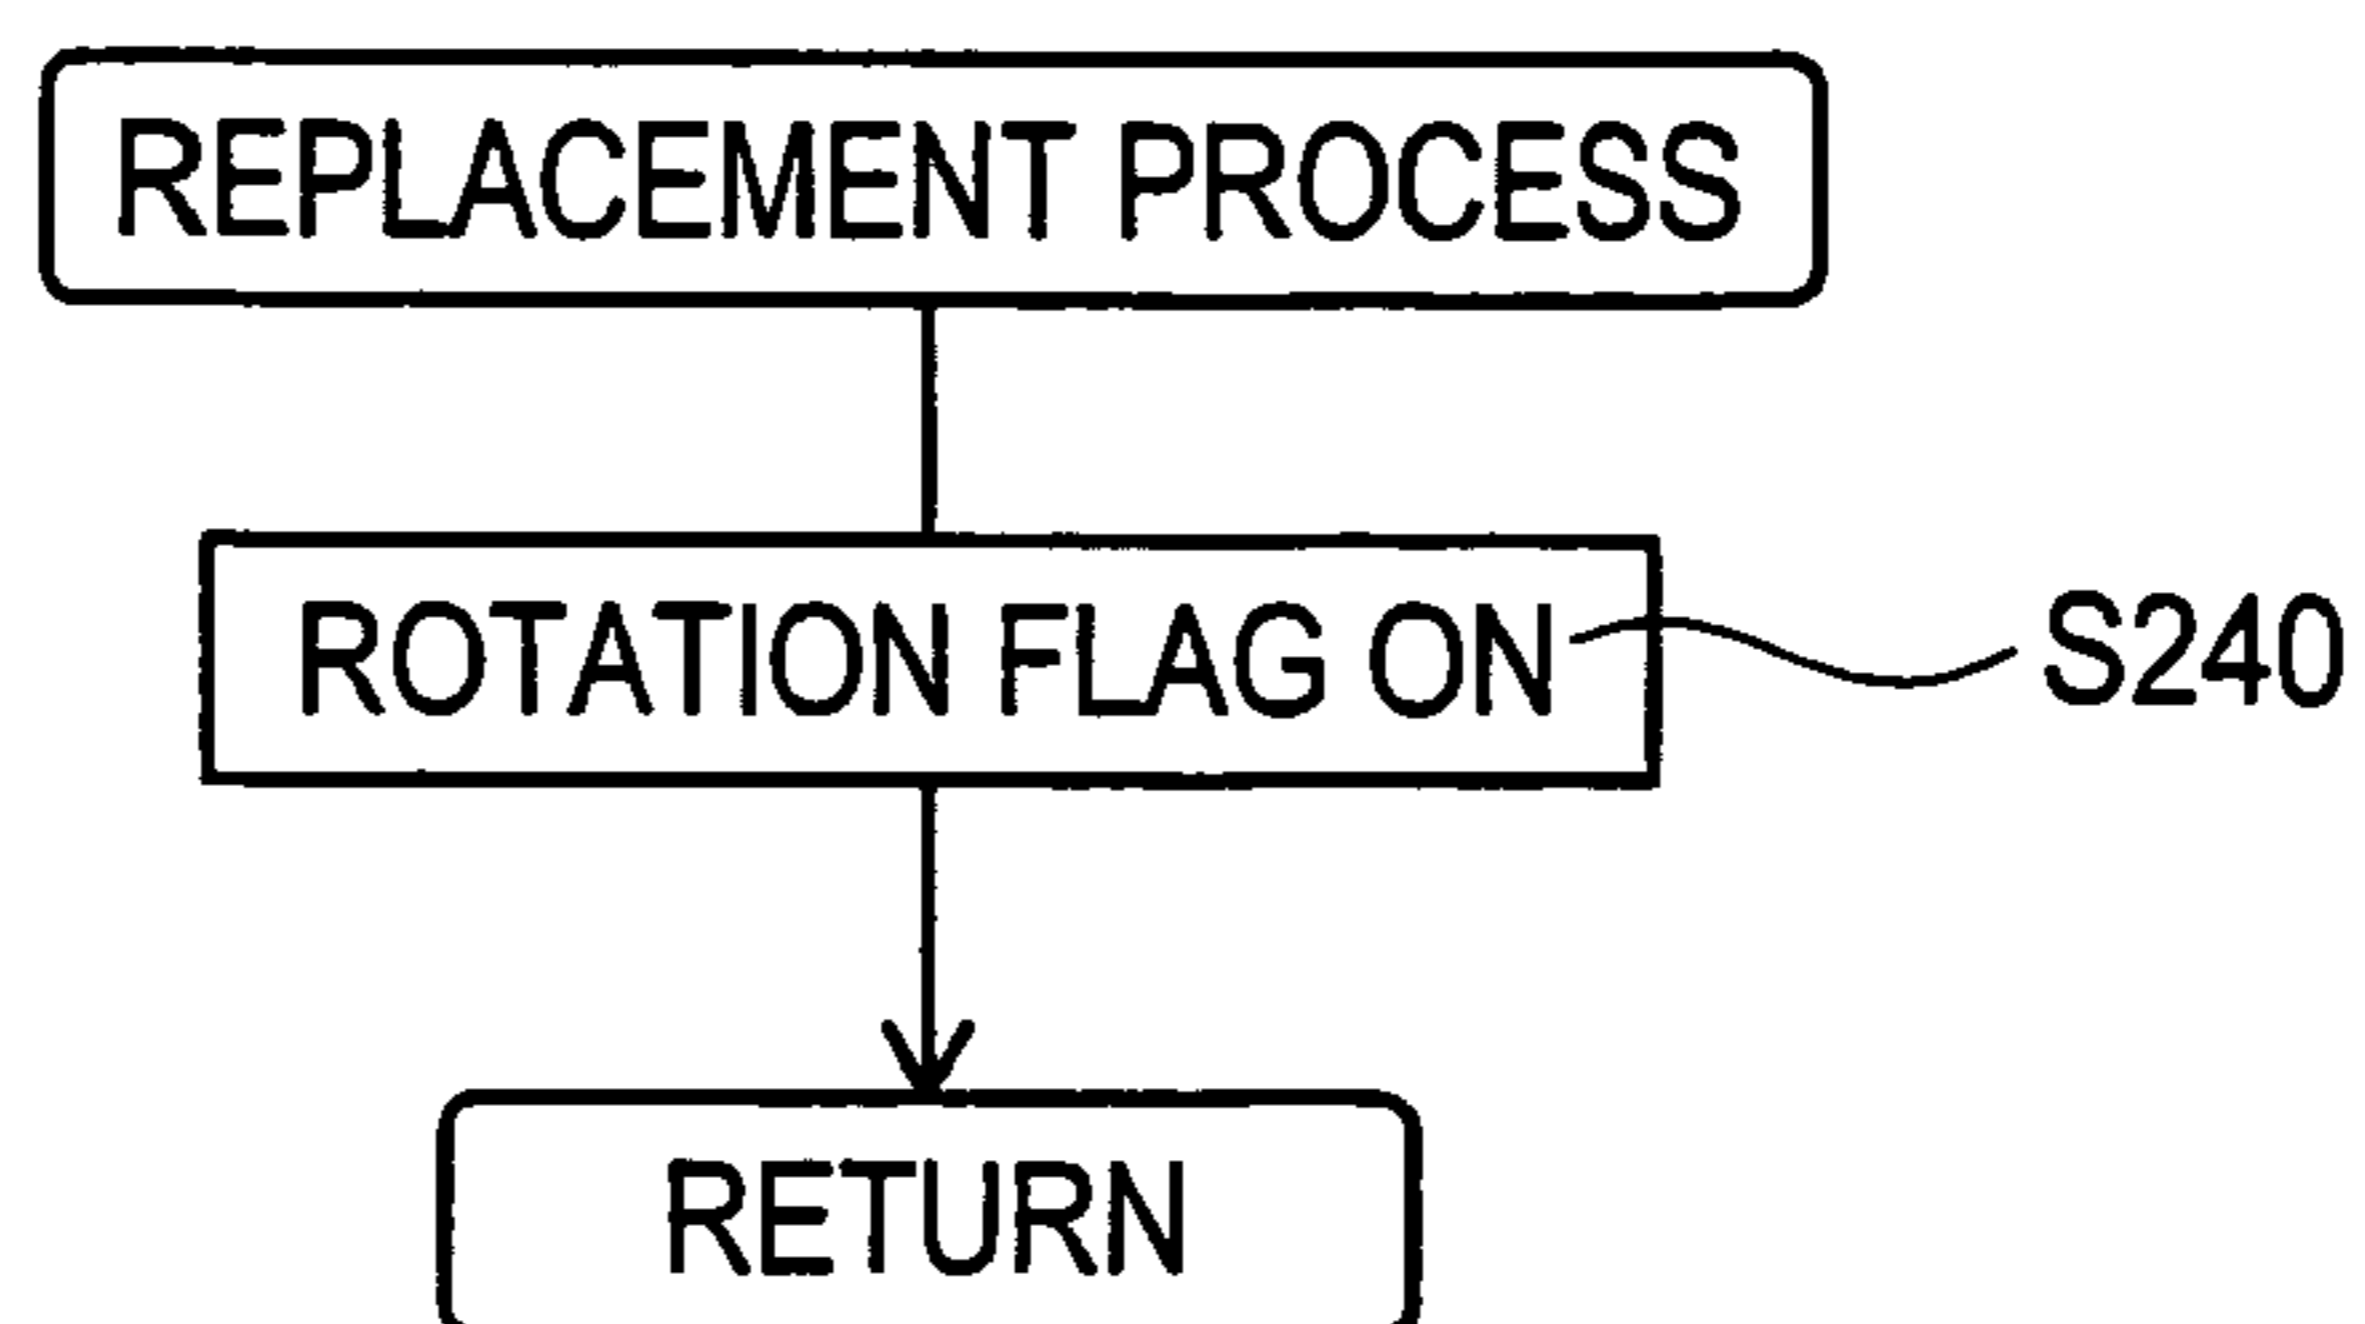 REPLACEMENT PROCESS
ROTATION FLAG ON
S240
RETURN